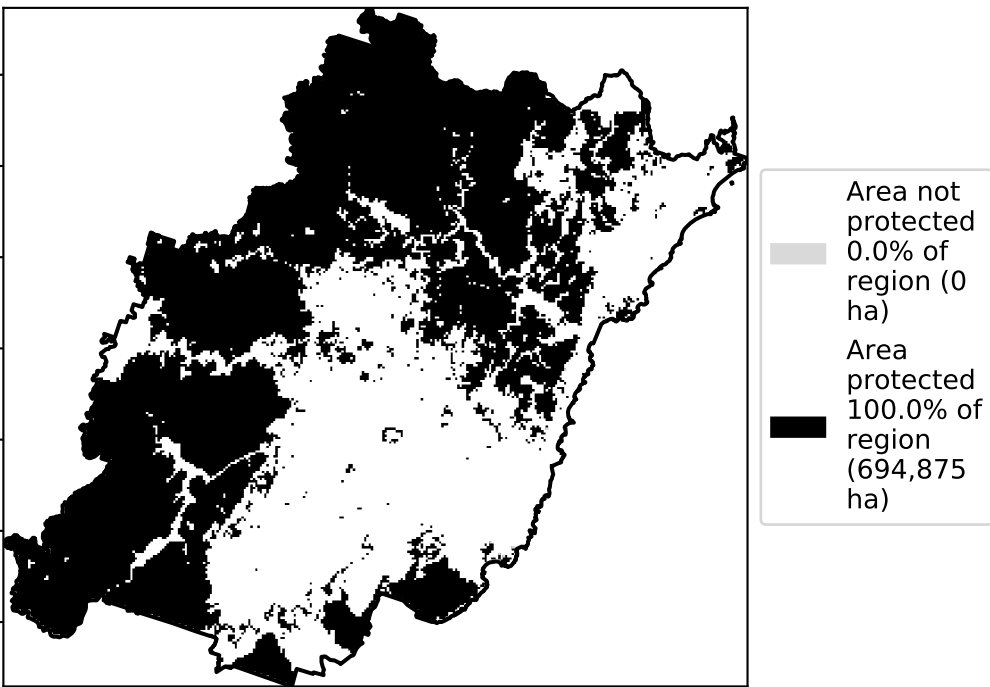 Area not
protected
0.0% of
region (0
ha)
Area
protected
100.0% of
region
(694,875
ha)